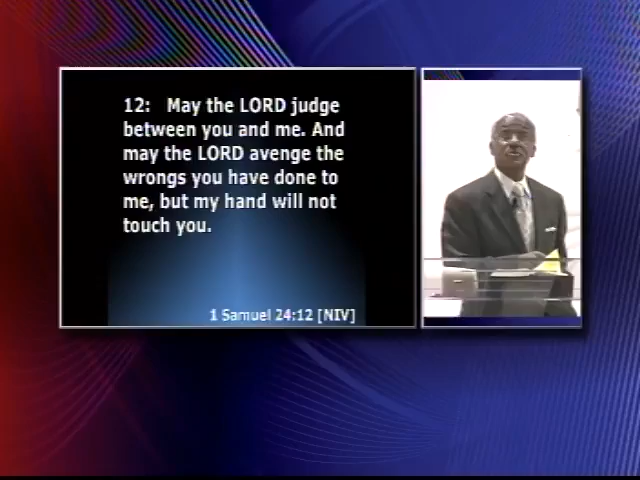 12: May the LORD judge
between you and me. And
may the LORD avenge the
wrongs you have done to
me, but my hand will not
touch you.
1 Samuel 24:12 [NIV]